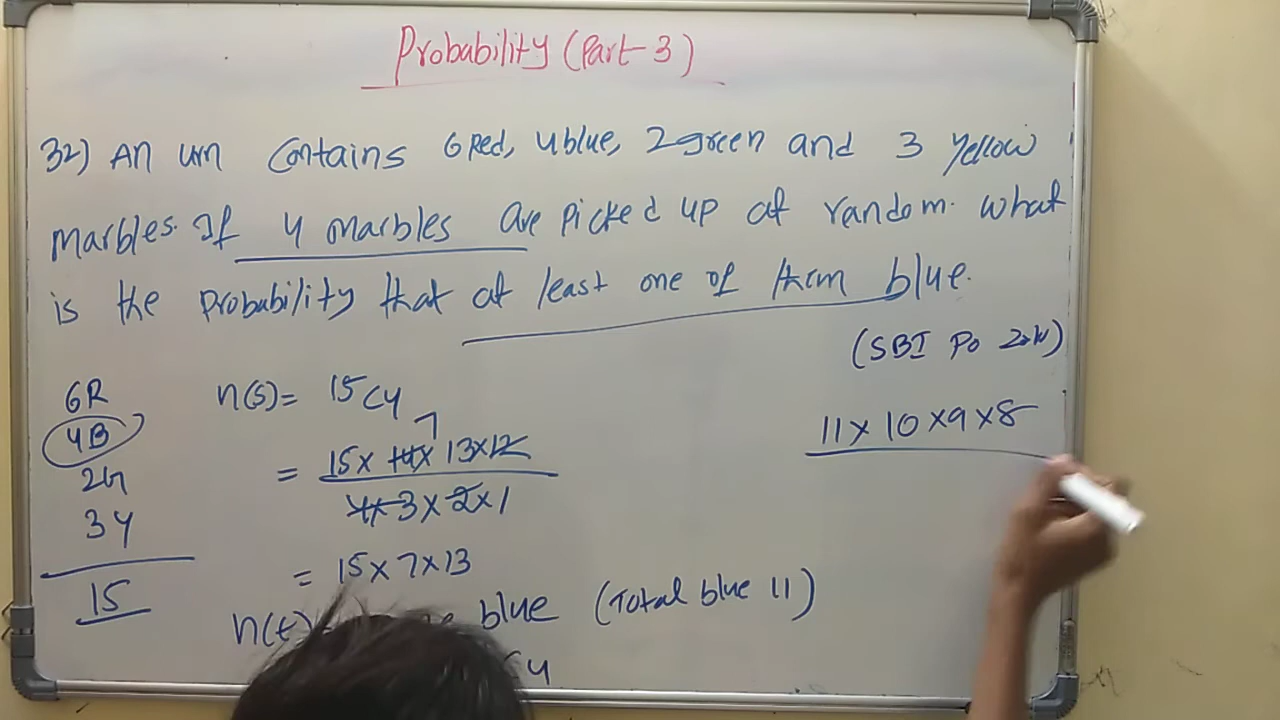 Probability (Part-3)
32) An urn contains 6 Red, 4 blue, 2 green and 3 yellow
marbles. If 4 marbles are picked up at random. what
is the probability that at least one of them blue.
(SBI PO
6R
4B
2G
3Y
15
n(S) = 15C4
7
= 15 x 14 x 13 x 12
4 x 3 x 2 x 1
= 15 x 7 x 13
n(E) blue (Total blue 11)
C4
11 x 10 x 9 x 8